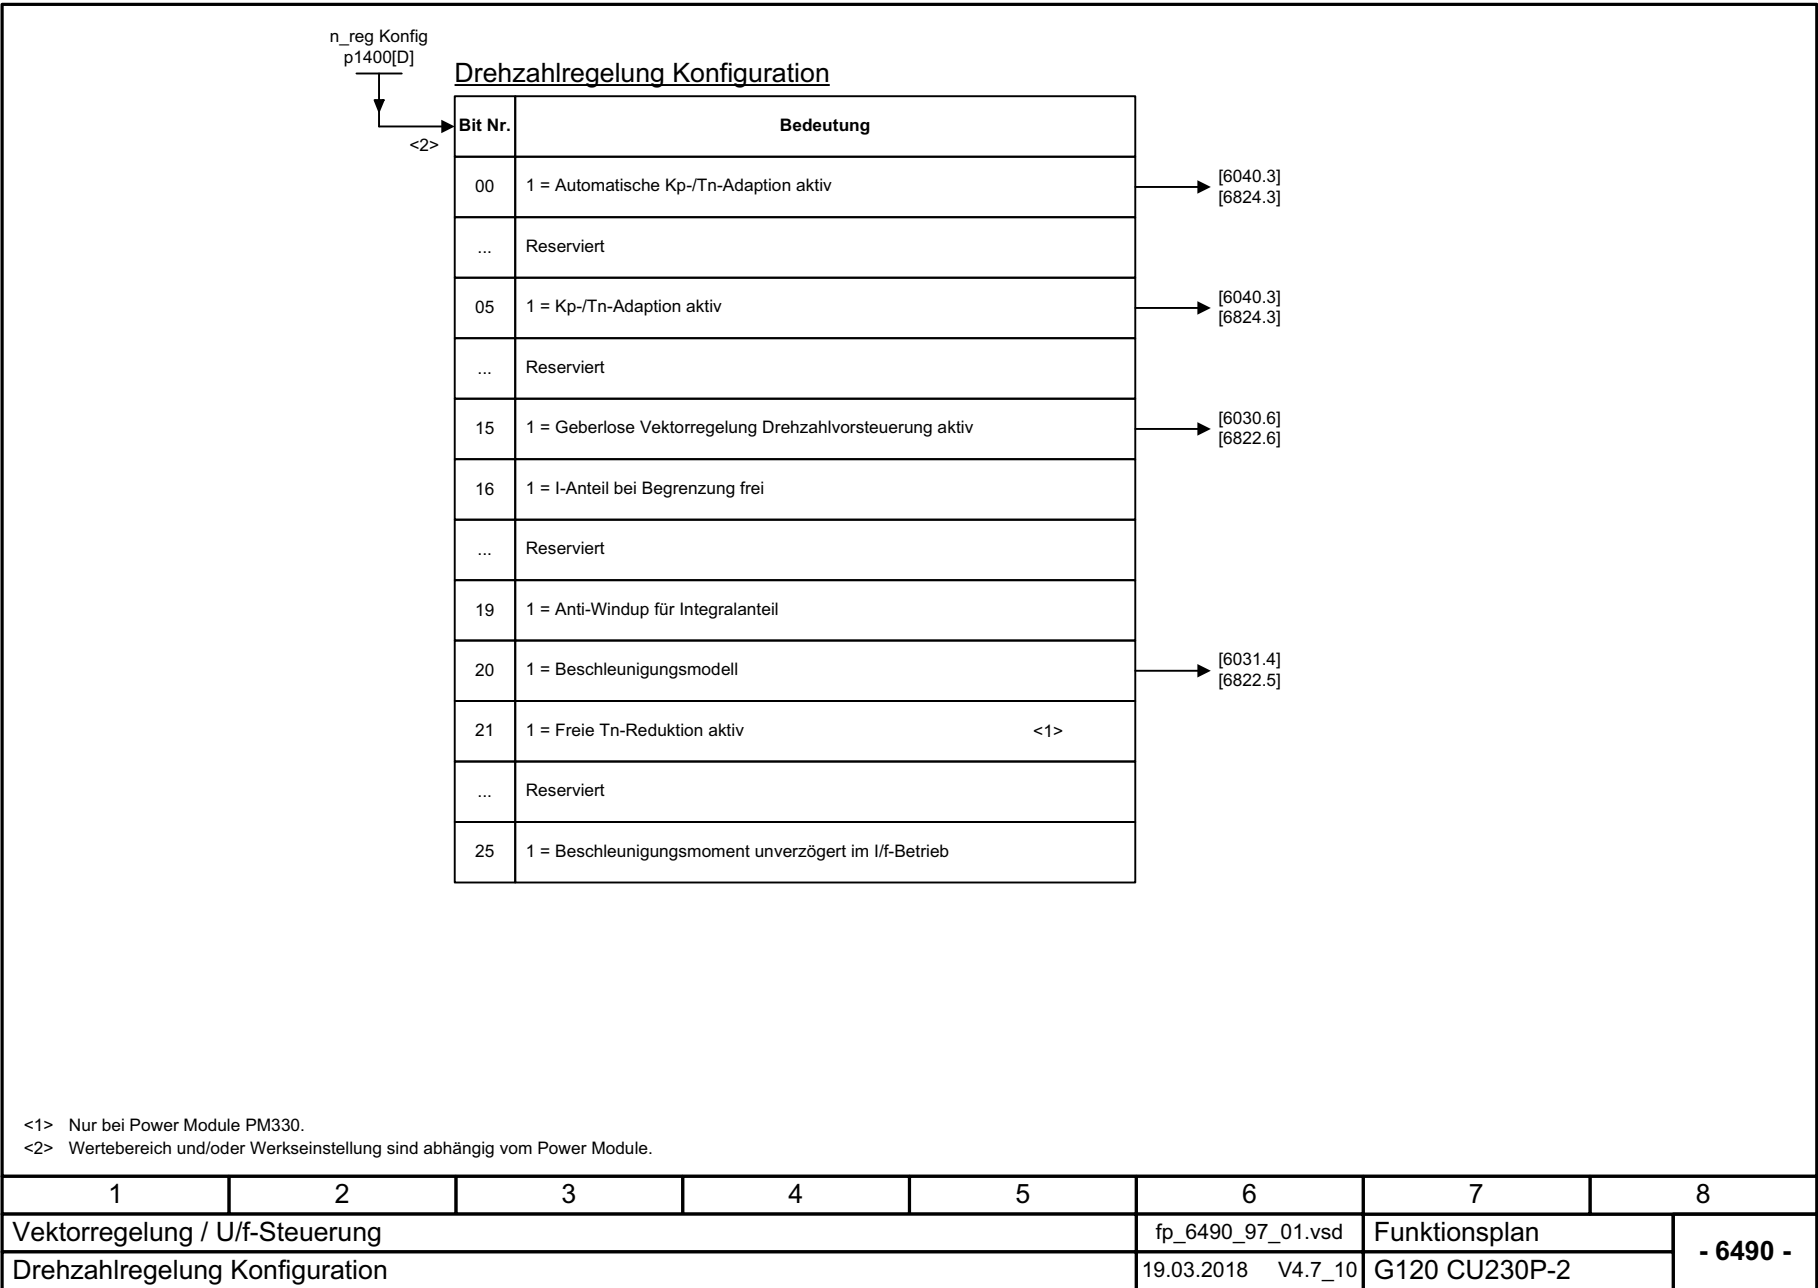 n_reg Konfig
p1400[D]
<2>
Drehzahlregelung Konfiguration
Bit Nr. Bedeutung
00 1 = Automatische Kp-/Tn-Adaption aktiv [6040.3]
[6824.3]
... Reserviert
05 1 = Kp-/Tn-Adaption aktiv [6040.3]
[6824.3]
... Reserviert
15 1 = Geberlose Vektorregelung Drehzahlvorsteuerung aktiv [6030.6]
[6822.6]
16 1 = I-Anteil bei Begrenzung frei
... Reserviert
19 1 = Anti-Windup für Integralanteil
20 1 = Beschleunigungsmodell [6031.4]
[6822.5]
21 1 = Freie Tn-Reduktion aktiv <1>
... Reserviert
25 1 = Beschleunigungsmoment unverzögert im I/f-Betrieb
<1> Nur bei Power Module PM330.
<2> Wertebereich und/oder Werkseinstellung sind abhängig vom Power Module.
1 2 3 4 5 6 7 8
Vektorregelung / U/f-Steuerung fp_6490_97_01.vsd Funktionsplan
- 6490 -
Drehzahlregelung Konfiguration 19.03.2018 V4.7_10 G120 CU230P-2